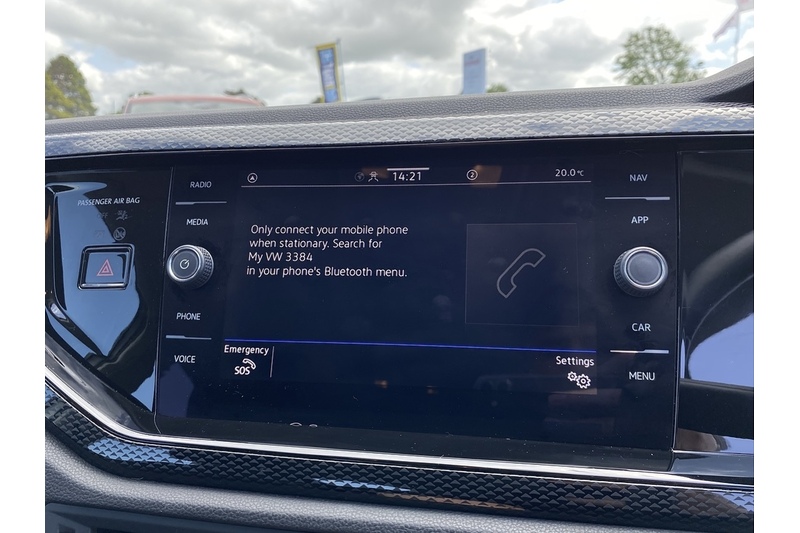 RADIO
14:21
2
20.0°C
NAV
PASSENGER AIR BAG
MEDIA
APP
Only connect your mobile phone
when stationary. Search for
My VW 3384
in your phone's Bluetooth menu.
PHONE
CAR
VOICE
Emergency
SOS
Settings
MENU